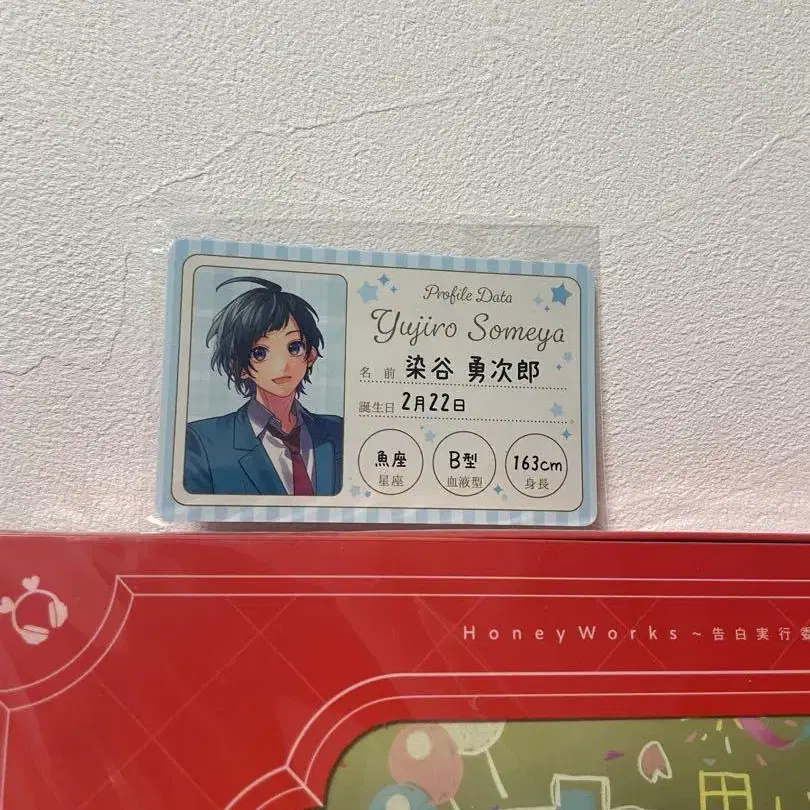 Profile Data
Yujiro Someya
名前 染谷 勇次郎
誕生日 2月22日
魚座 B型 163cm
星座 血液型 身長
HoneyWorks～告白実行委